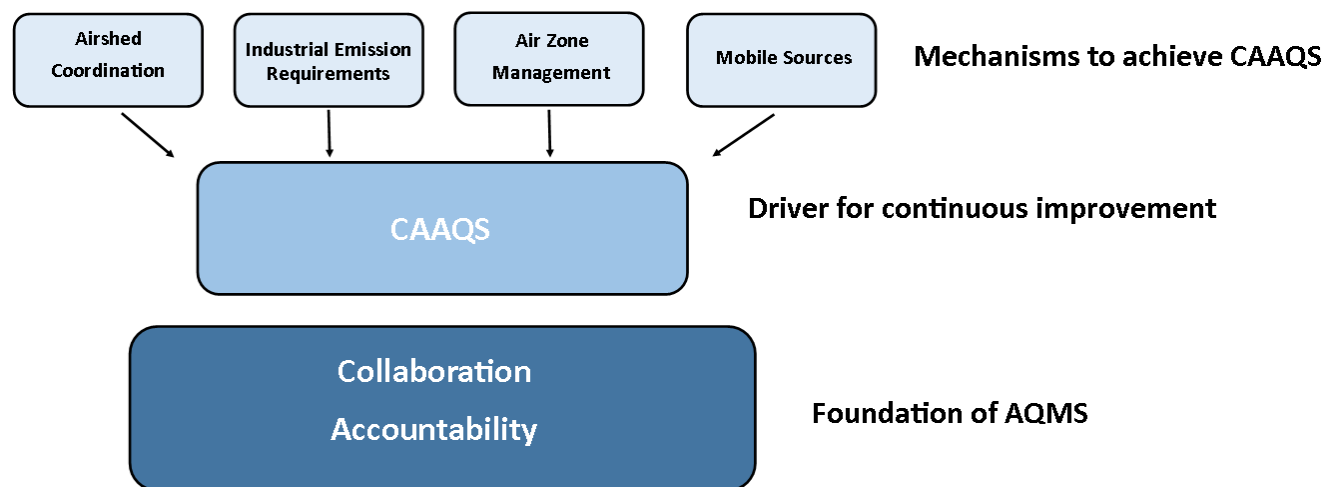 Airshed
Coordination
Industrial Emission
Requirements
Air Zone
Management
Mobile Sources
Mechanisms to achieve CAAQS
CAAQS
Driver for continuous improvement
Collaboration
Accountability
Foundation of AQMS